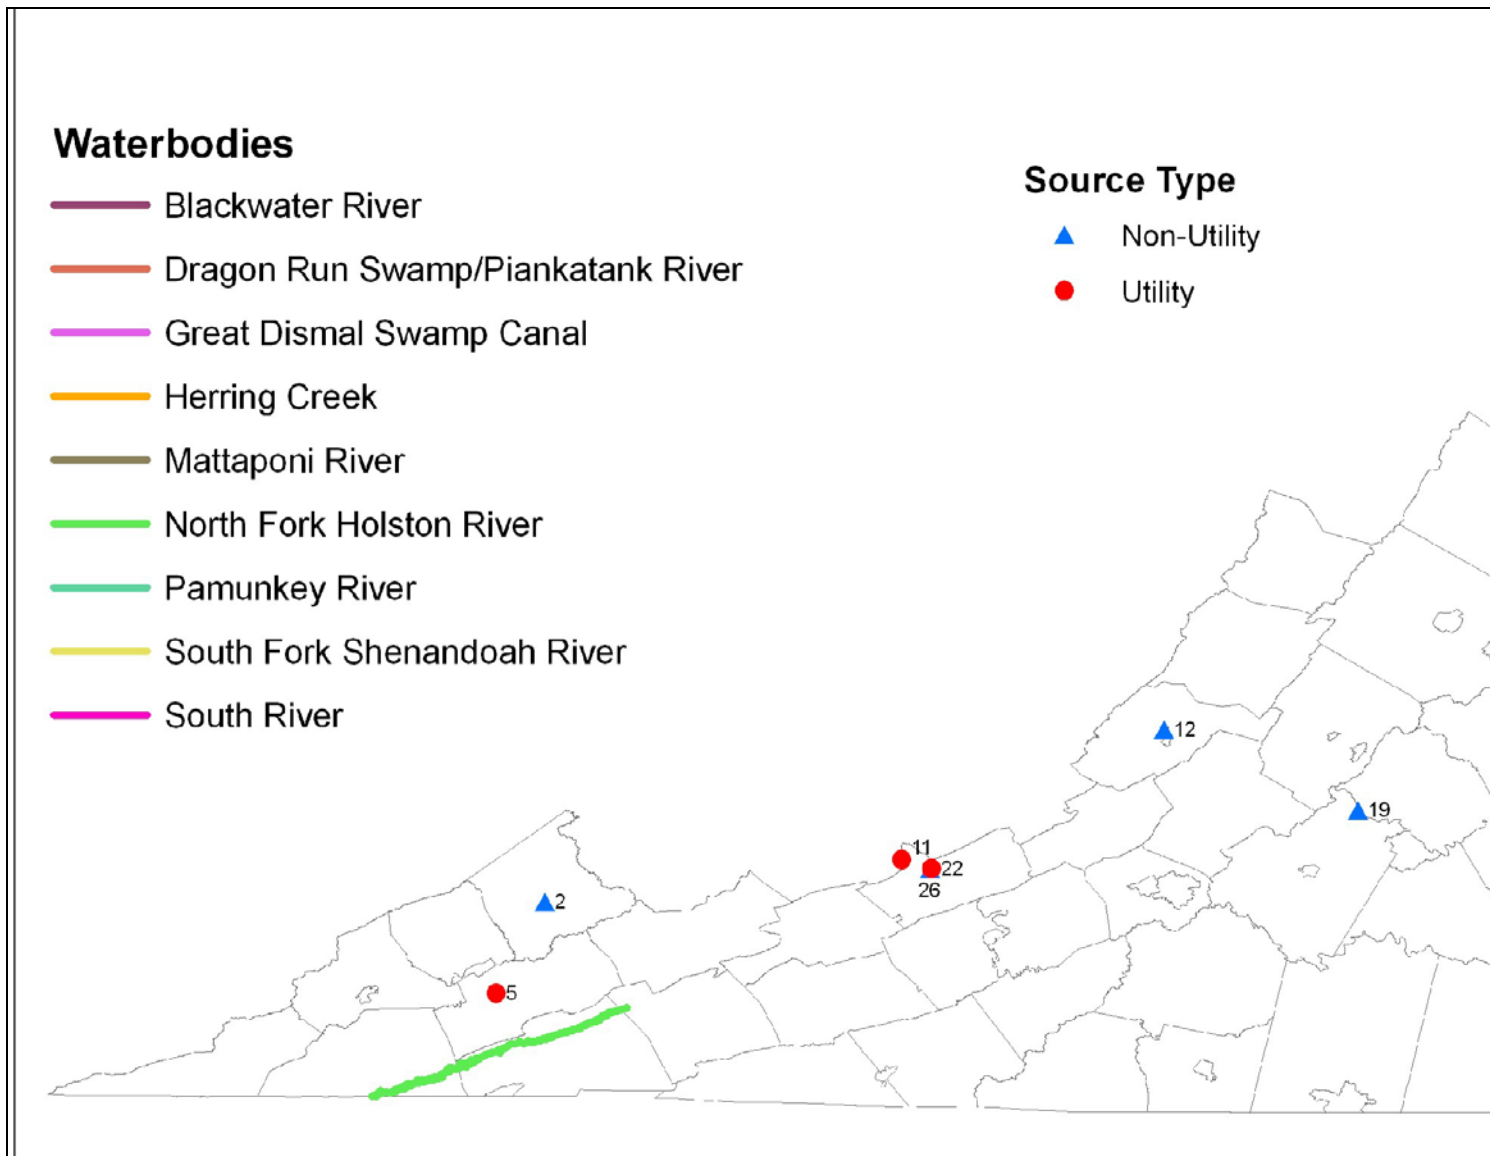 Waterbodies
Blackwater River
Dragon Run Swamp/Piankatank River
Great Dismal Swamp Canal
Herring Creek
Mattaponi River
North Fork Holston River
Pamunkey River
South Fork Shenandoah River
South River
Source Type
Non-Utility
Utility
12
19
11
22
26
2
5